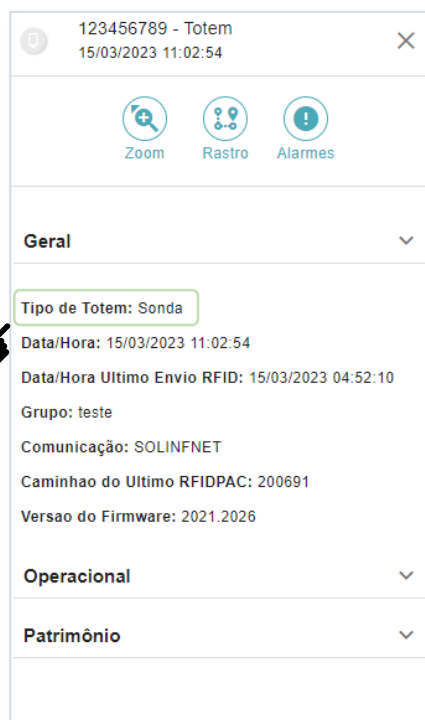 123456789 - Totem
15/03/2023 11:02:54
Zoom Rastro Alarmes
Geral
Tipo de Totem: Sonda
Data/Hora: 15/03/2023 11:02:54
Data/Hora Ultimo Envio RFID: 15/03/2023 04:52:10
Grupo: teste
Comunicação: SOLINFNET
Caminhao do Ultimo RFIDPAC: 200691
Versao do Firmware: 2021.2026
Operacional
Patrimônio